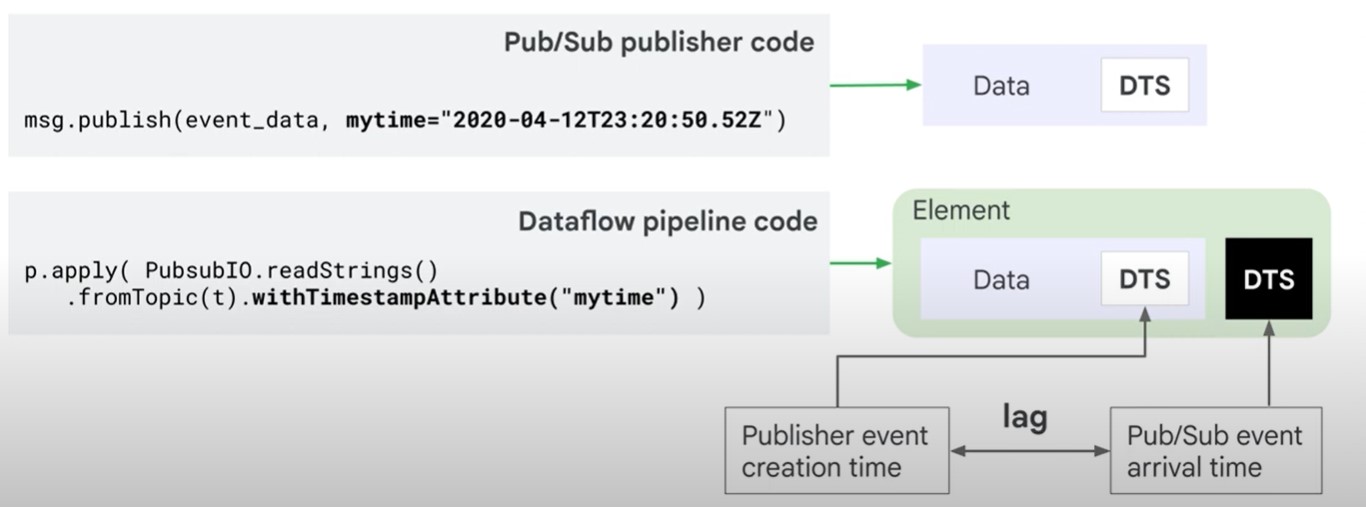 Pub/Sub publisher code
msg.publish(event_data, mytime="2020-04-12T23:20:50.52Z")
Data
DTS
Dataflow pipeline code
p.apply( PubsubIO.readStrings()
.fromTopic(t).withTimestampAttribute("mytime") )
Element
Data
DTS
DTS
lag
Publisher event
creation time
Pub/Sub event
arrival time